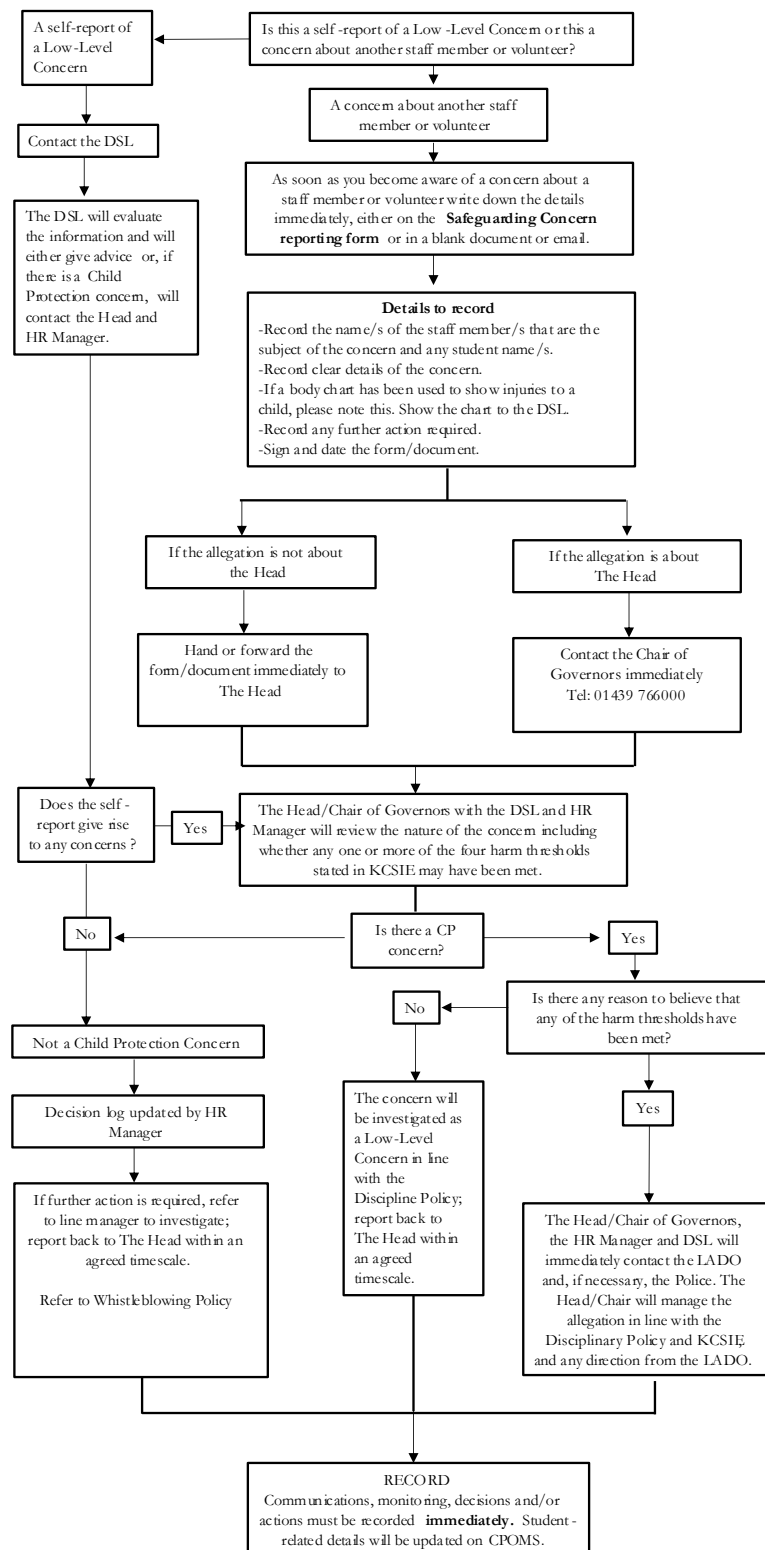 A self-report of
a Low-Level
Concern
Is this a self -report of a Low -Level Concern or this a
concern about another staff member or volunteer?
A concern about another staff
member or volunteer
Contact the DSL
As soon as you become aware of a concern about a
staff member or volunteer write down the details
immediately, either on the Safeguarding Concern
reporting form or in a blank document or email.
The DSL will evaluate
the information and will
either give advice or, if
there is a Child
Protection concern, will
contact the Head and
HR Manager.
Details to record
-Record the name/s of the staff member/s that are the
subject of the concern and any student name/s.
-Record clear details of the concern.
-If a body chart has been used to show injuries to a
child, please note this. Show the chart to the DSL.
-Record any further action required.
-Sign and date the form/document.
If the allegation is not about
the Head
If the allegation is about
The Head
Hand or forward the
form/document immediately to
The Head
Contact the Chair of
Governors immediately
Tel: 01439 766000
Does the self -
report give rise
to any concerns ?
Yes
The Head/Chair of Governors with the DSL and HR
Manager will review the nature of the concern including
whether any one or more of the four harm thresholds
stated in KCSIE may have been met.
No
Is there a CP
concern?
Yes
Is there any reason to believe that
any of the harm thresholds have
been met?
No
Not a Child Protection Concern
Yes
Decision log updated by HR
Manager
The concern will
be investigated as
a Low-Level
Concern in line
with the
Discipline Policy;
report back to
The Head within
an agreed
timescale.
If further action is required, refer
to line manager to investigate;
report back to The Head within an
agreed timescale.
Refer to Whistleblowing Policy
The Head/Chair of Governors,
the HR Manager and DSL will
immediately contact the LADO
and, if necessary, the Police. The
Head/Chair will manage the
allegation in line with the
Disciplinary Policy and KCSIE,
and any direction from the LADO.
RECORD
Communications, monitoring, decisions and/or
actions must be recorded immediately. Student -
related details will be updated on CPOMS.